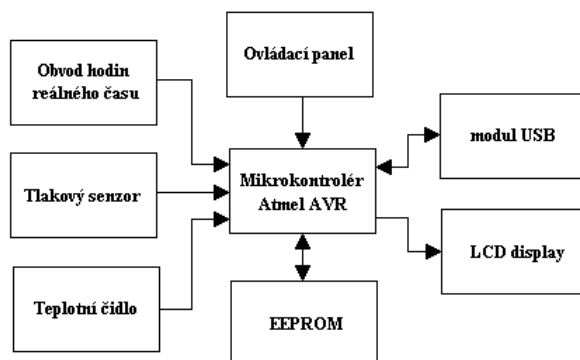 Obvod hodin
reálného času
Ovládací panel
modul USB
Tlakový senzor
Mikrokontrolér
Atmel AVR
LCD display
Teplotní čidlo
EEPROM